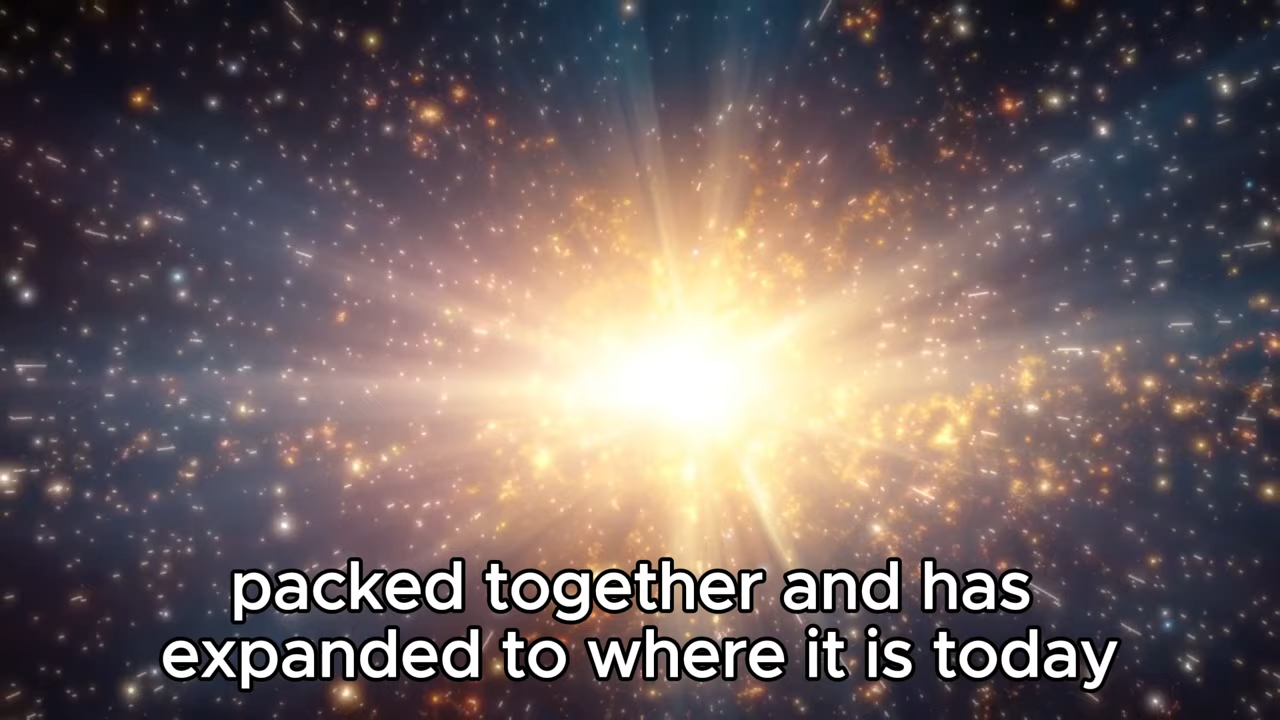 packed together and has
expanded to where it is today